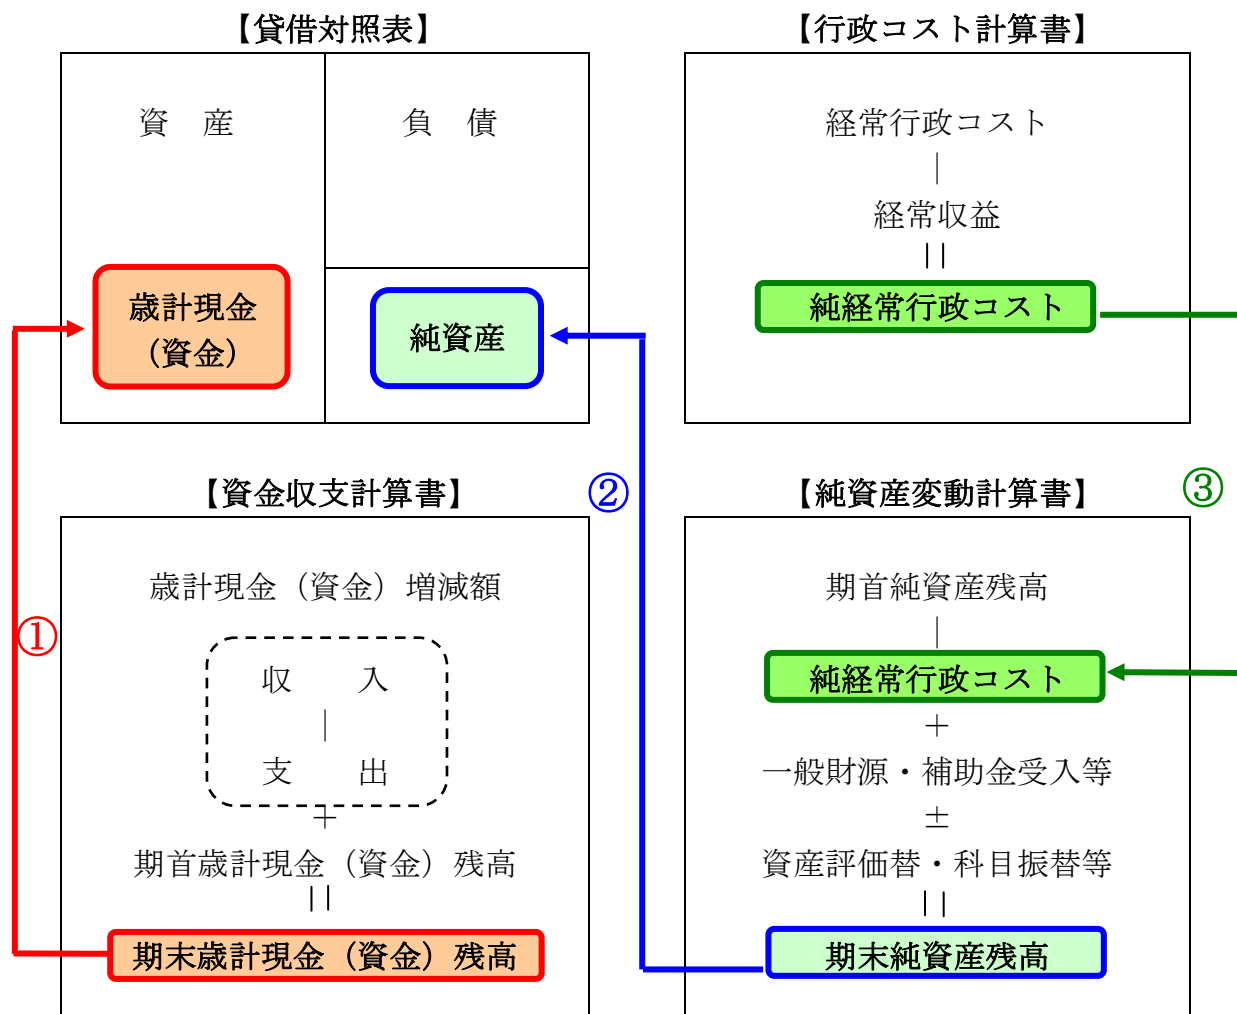 【貸借対照表】
資　産
負　債
歳計現金
（資金）
純資産
【行政コスト計算書】
経常行政コスト
｜
経常収益
||
純経常行政コスト
【資金収支計算書】
歳計現金（資金）増減額
収　　入
｜
支　　出
＋
期首歳計現金（資金）残高
||
期末歳計現金（資金）残高
①
②
【純資産変動計算書】
③
期首純資産残高
｜
純経常行政コスト
＋
一般財源・補助金受入等
±
資産評価替・科目振替等
||
期末純資産残高